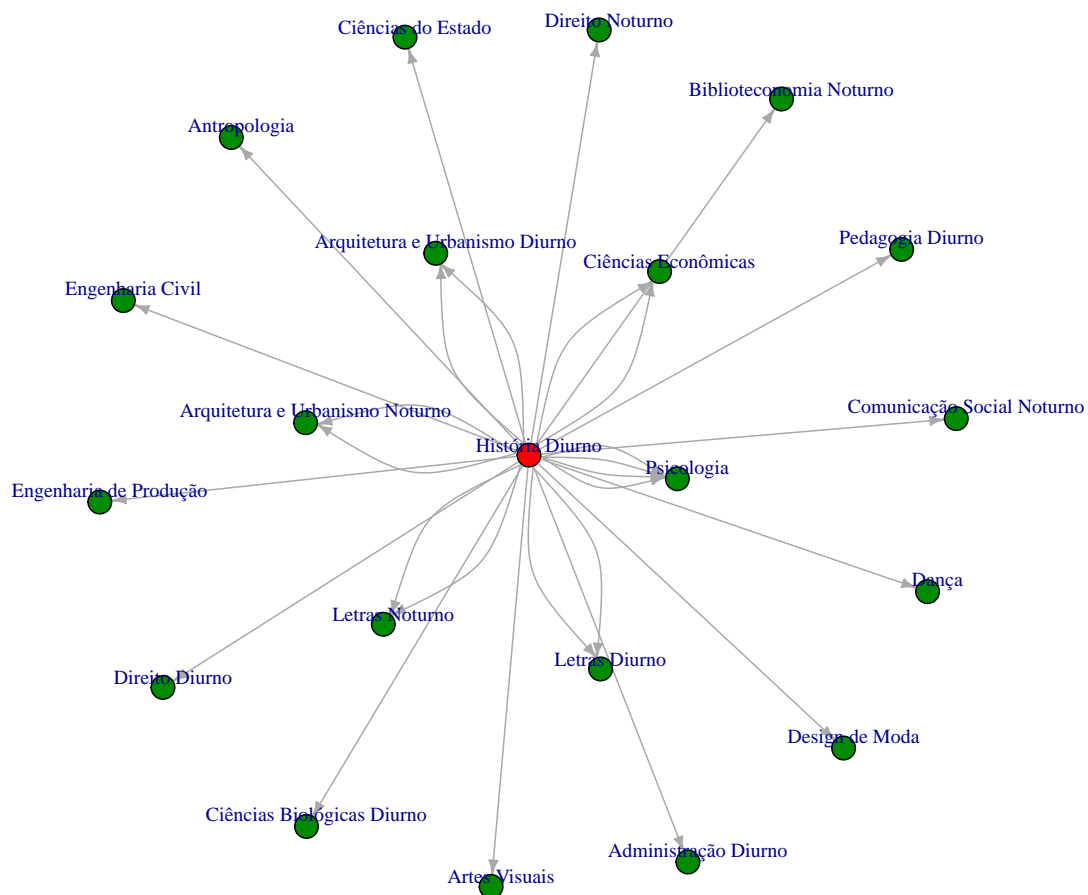 Direito Noturno
Ciências do Estado
Biblioteconomia Noturno
Antropologia
Pedagogia Diurno
Arquitetura e Urbanismo Diurno
Ciências Econômicas
Engenharia Civil
Comunicação Social Noturno
Arquitetura e Urbanismo Noturno
História Diurno
Psicologia
Engenharia de Produção
Dança
Letras Noturno
Letras Diurno
Direito Diurno
Design de Moda
Ciências Biológicas Diurno
Administração Diurno
Artes Visuais